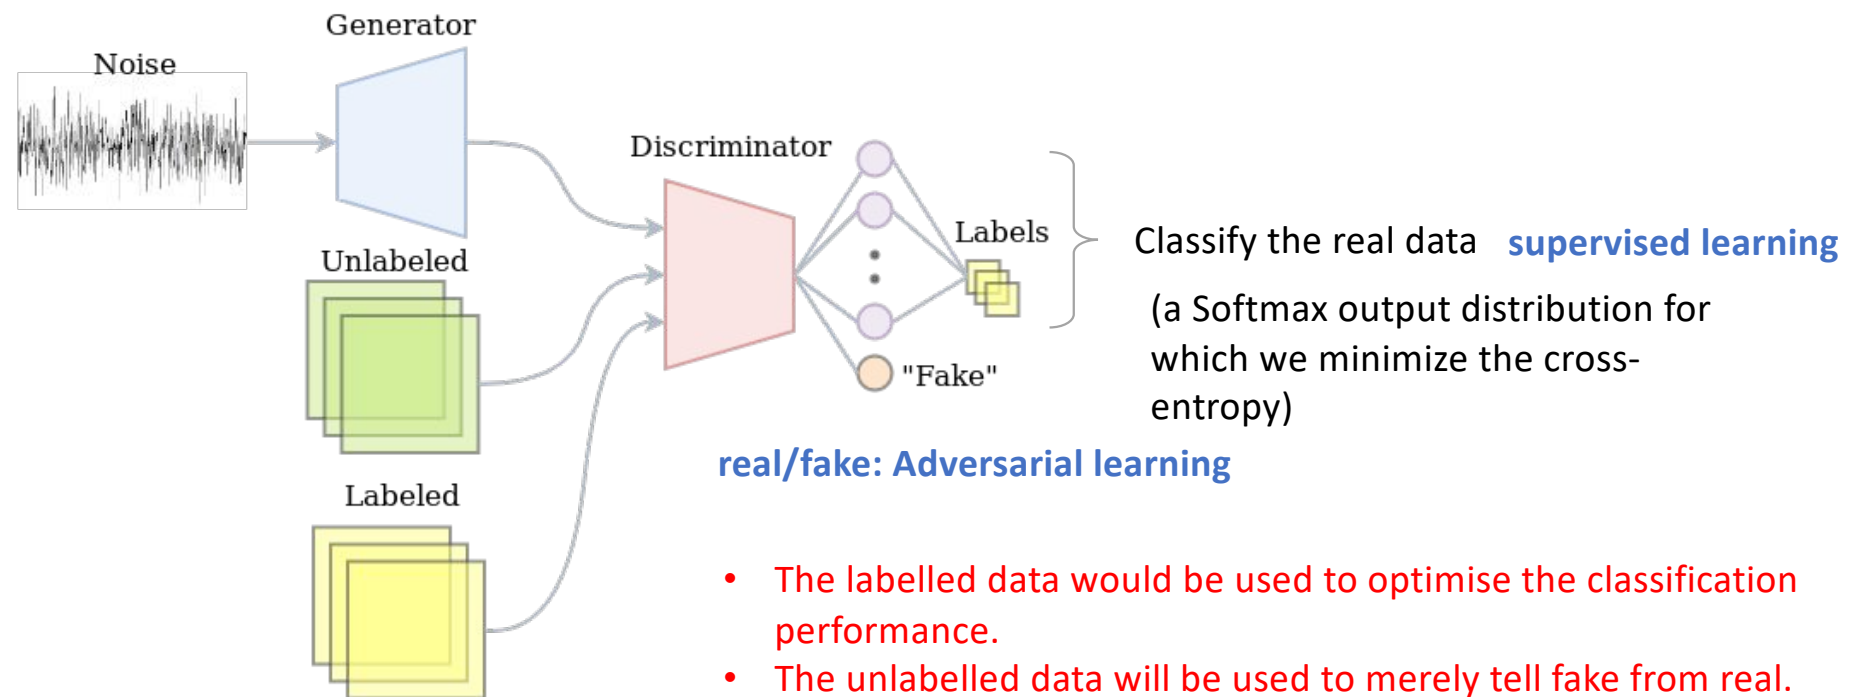 Generator
Noise
Discriminator
Unlabeled
Labels
Classify the real data supervised learning
(a Softmax output distribution for
which we minimize the cross-
entropy)
"Fake"
real/fake: Adversarial learning
Labeled
• The labelled data would be used to optimise the classification
performance.
• The unlabelled data will be used to merely tell fake from real.